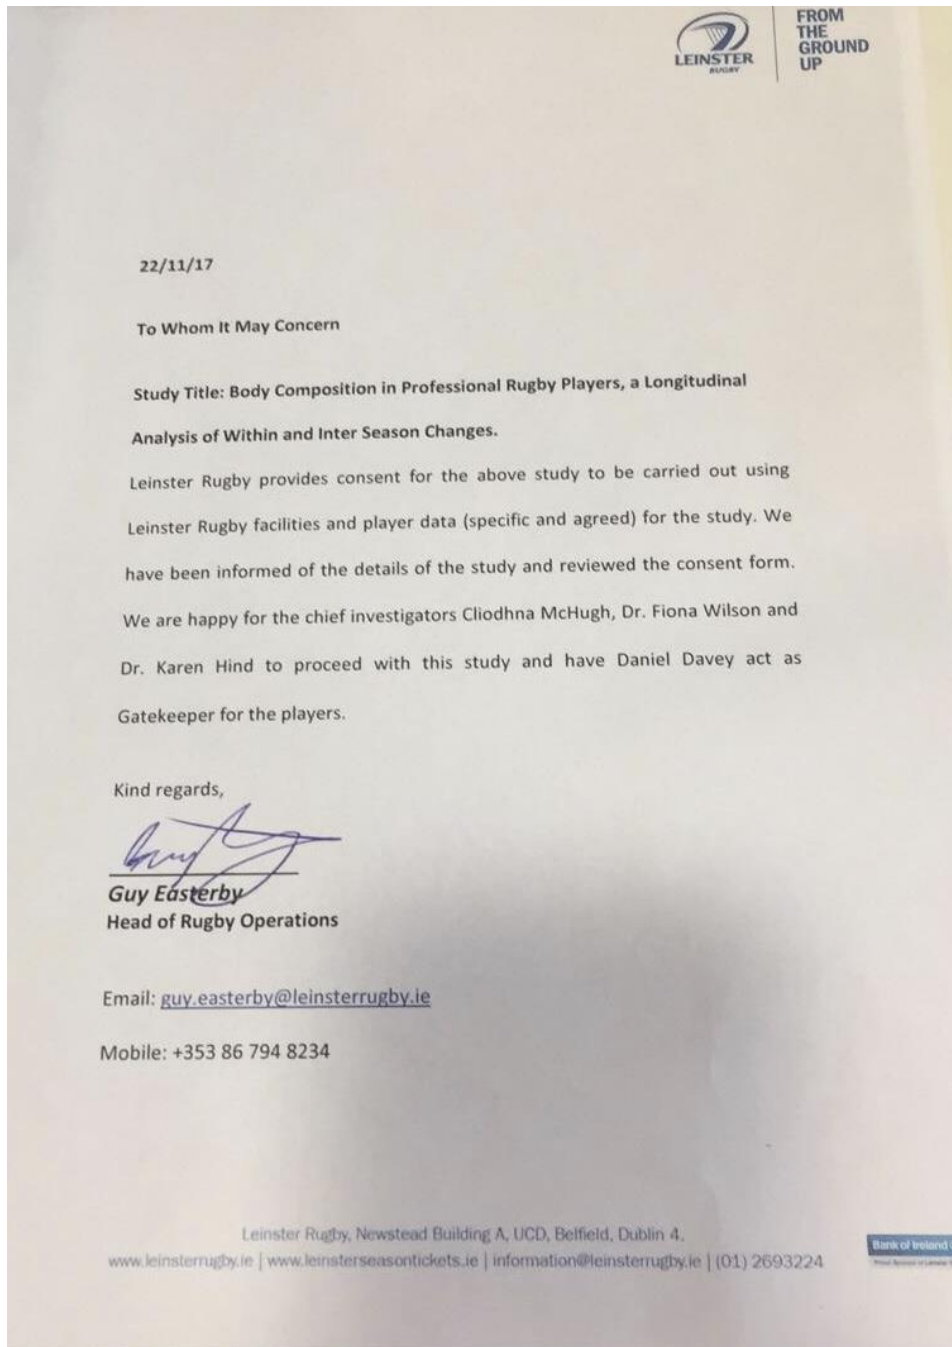 LEINSTER
RUGBY
FROM
THE
GROUND
UP
22/11/17
To Whom It May Concern
Study Title: Body Composition in Professional Rugby Players, a Longitudinal
Analysis of Within and Inter Season Changes.
Leinster Rugby provides consent for the above study to be carried out using
Leinster Rugby facilities and player data (specific and agreed) for the study. We
have been informed of the details of the study and reviewed the consent form.
We are happy for the chief investigators Cliodhna McHugh, Dr. Fiona Wilson and
Dr. Karen Hind to proceed with this study and have Daniel Davey act as
Gatekeeper for the players.
Kind regards,
Guy Easterby
Head of Rugby Operations
Email: guy.easterby@leinsterrugby.ie
Mobile: +353 86 794 8234
Leinster Rugby, Newstead Building A, UCD, Belfield, Dublin 4.
www.leinsterrugby.ie | www.leinsterseasontickets.ie | information@leinsterrugby.ie | (01) 2693224
Bank of Ireland